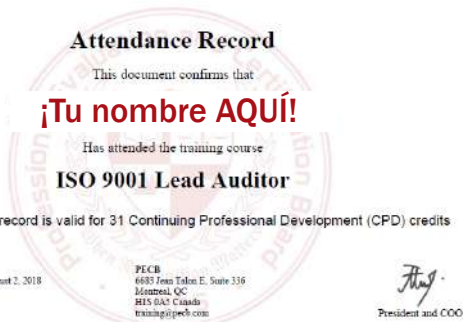 Attendance Record
This document confirms that
¡Tu nombre AQUÍ!
Has attended the training course
ISO 9001 Lead Auditor
record is valid for 31 Continuing Professional Development (CPD) credits
2, 2018
PECB
6683 Jean Talon E, Suite 336
Montreal, QC
H1S 0A5 Canada
training@pecb.com
President and COO